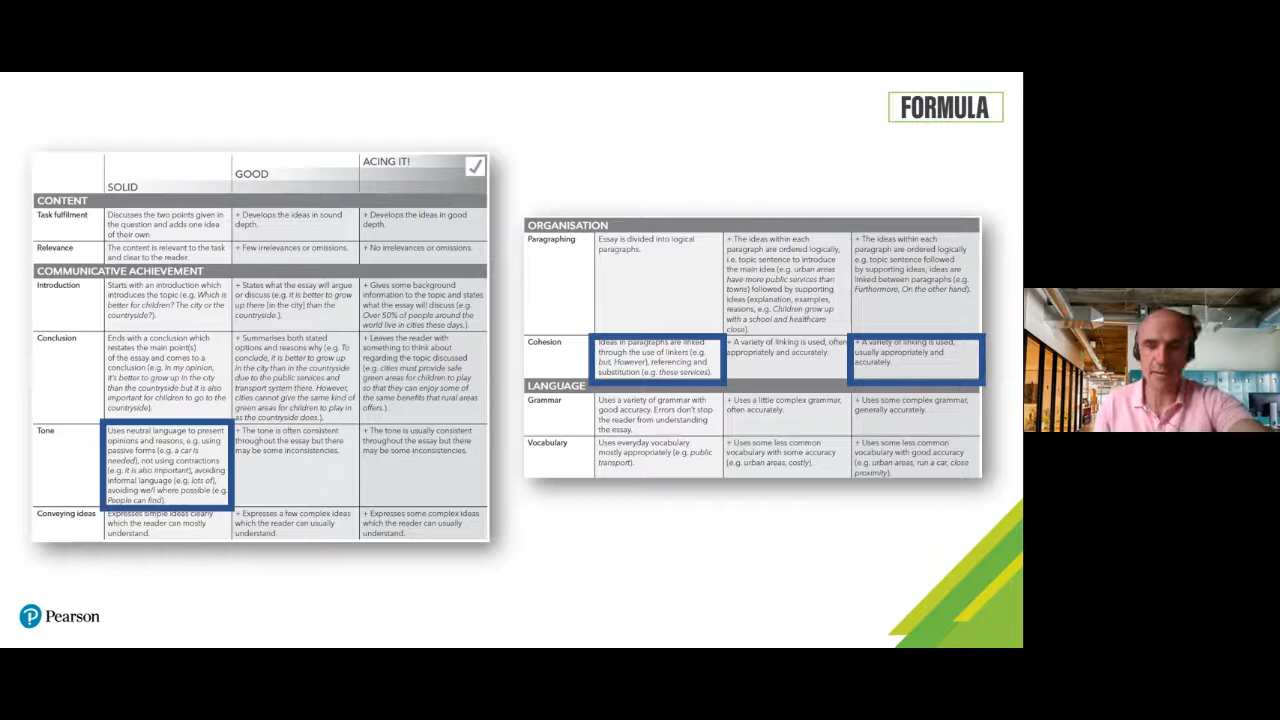 FORMULA
SOLID
GOOD
ACING IT!
CONTENT
Task fulfilment
Discusses the two points given
in the question and adds one idea
of their own.
+ Develops the ideas in sound
depth.
+ Develops the ideas in good
depth.
Relevance
The content is relevant to the task
and clear to the reader.
+ Few irrelevances or omissions.
+ No irrelevances or omissions.
COMMUNICATIVE ACHIEVEMENT
Introduction
Starts with an introduction which
introduces the topic (e.g. Which is
better for children? The city or the
countryside?).
+ States what the essay will argue
or discuss (e.g. it is better to grow
up there [in the city] than the
countryside.).
+ Gives some background
information to the topic and states
what the essay will discuss (e.g.
Over 50% of people around the
world live in cities these days.).
Conclusion
Ends with a conclusion which
restates the main point(s)
of the essay and comes to a
conclusion (e.g. In my opinion,
it's better to grow up in the city
than the countryside but it is also
important for children to go to the
countryside).
+ Summarises both stated
options and reasons why (e.g. To
conclude, it is better to grow up
in the city than in the countryside
due to the public services and
transport system there. However,
cities cannot give the same kind of
green areas for children to play in
as the countryside does.).
+ Leaves the reader with
something to think about
regarding the topic discussed
(e.g. cities must provide safe
green areas for children to play
so that they can enjoy some of
the same benefits that rural areas
offers.).
Tone
Uses neutral language to present
opinions and reasons, e.g. using
passive forms (e.g. a car is
needed), not using contractions
(e.g. it is also important), avoiding
informal language (e.g. lots of),
avoiding we/I where possible (e.g.
People can find).
+ The tone is often consistent
throughout the essay but there
may be some inconsistencies.
+ The tone is usually consistent
throughout the essay but there
may be some inconsistencies.
Conveying ideas
Expresses simple ideas clearly
which the reader can mostly
understand.
+ Expresses a few complex ideas
which the reader can usually
understand.
+ Expresses some complex ideas
which the reader can usually
understand.
ORGANISATION
Paragraphing
Essay is divided into logical
paragraphs.
+ The ideas within each
paragraph are ordered logically,
i.e. topic sentence to introduce
the main idea (e.g. urban areas
have more public services than
towns) followed by supporting
ideas (explanation, examples,
reasons, e.g. Children grow up
with a school and healthcare
close).
+ The ideas within each
paragraph are ordered logically
e.g. topic sentence followed
by supporting ideas; ideas are
linked between paragraphs (e.g.
Furthermore, On the other hand).
Cohesion
Ideas in paragraphs are linked
through the use of linkers (e.g.
but, However), referencing and
substitution (e.g. these services).
+ A variety of linking is used, often
appropriately and accurately.
+ A variety of linking is used,
usually appropriately and
accurately.
LANGUAGE
Grammar
Uses a variety of grammar with
good accuracy. Errors don't stop
the reader from understanding
the essay.
+ Uses a little complex grammar,
often accurately.
+ Uses some complex grammar,
generally accurately.
Vocabulary
Uses everyday vocabulary
mostly appropriately (e.g. public
transport).
+ Uses some less common
vocabulary with some accuracy
(e.g. urban areas, costly).
+ Uses some less common
vocabulary with good accuracy
(e.g. urban areas, run a car, close
proximity).
Pearson